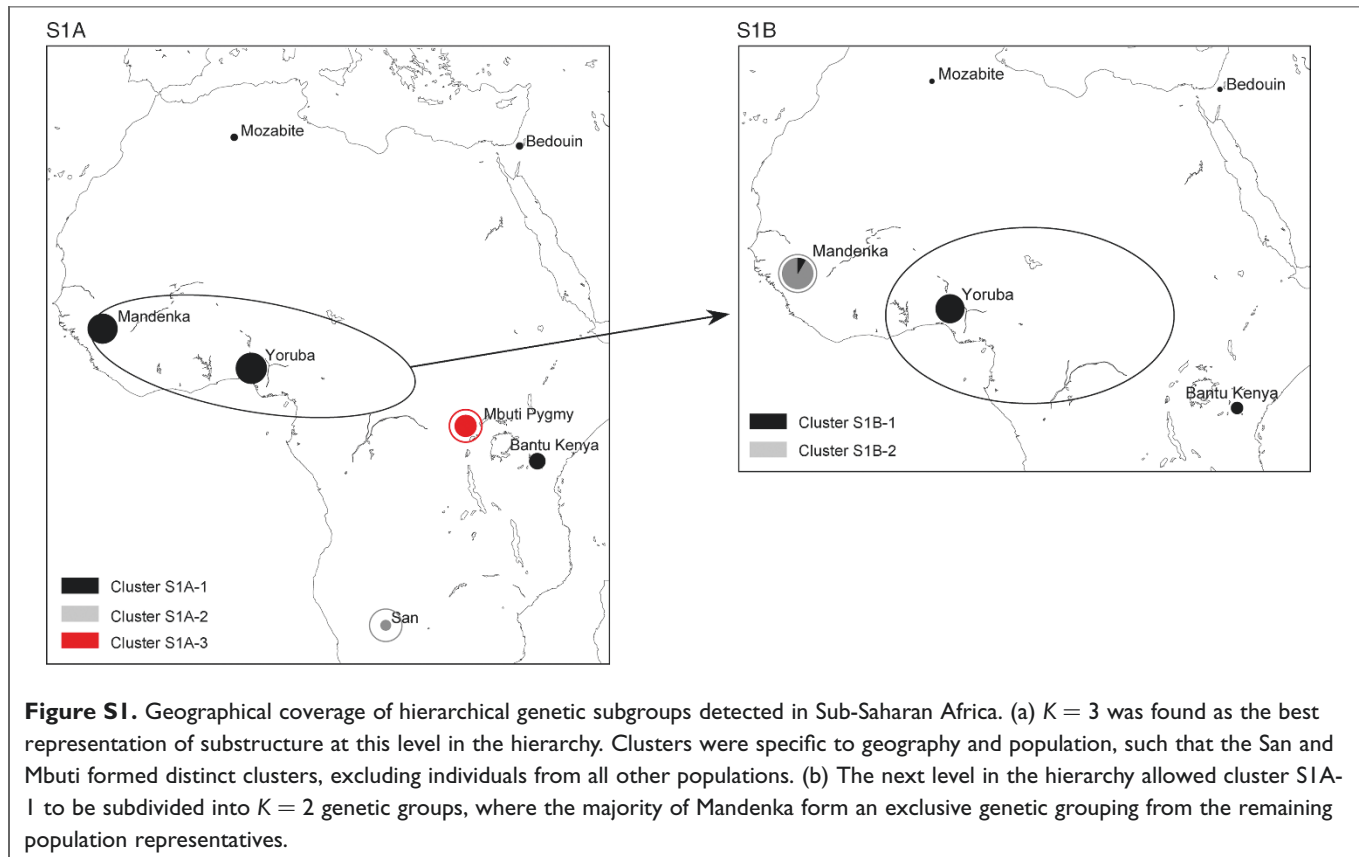 S1A
Mozabite
Bedouin
Mandenka
Yoruba
Mbuti Pygmy
Bantu Kenya
San
Cluster S1A-1
Cluster S1A-2
Cluster S1A-3
S1B
Mozabite
Bedouin
Mandenka
Yoruba
Bantu Kenya
Cluster S1B-1
Cluster S1B-2
Figure S1. Geographical coverage of hierarchical genetic subgroups detected in Sub-Saharan Africa. (a) K = 3 was found as the best
representation of substructure at this level in the hierarchy. Clusters were specific to geography and population, such that the San and
Mbuti formed distinct clusters, excluding individuals from all other populations. (b) The next level in the hierarchy allowed cluster S1A-
1 to be subdivided into K = 2 genetic groups, where the majority of Mandenka form an exclusive genetic grouping from the remaining
population representatives.